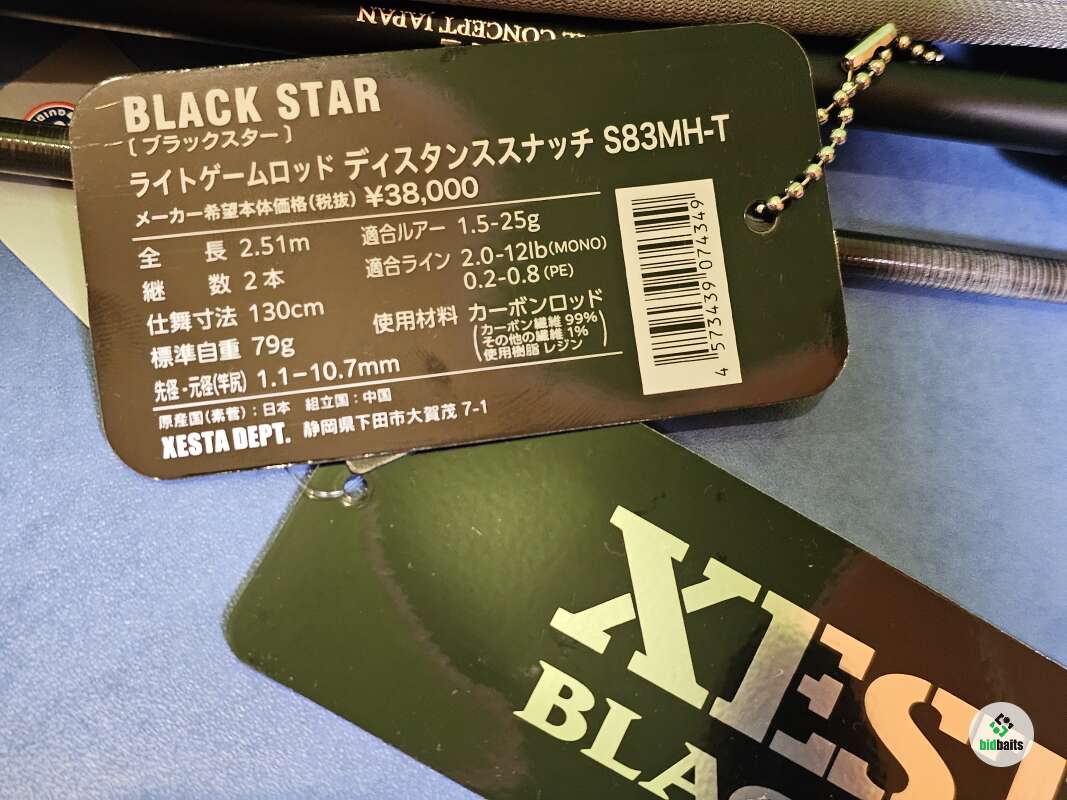 E CONCEPT JAPAN
BLACK STAR
[ブラックスター]
ライトゲームロッド ディスタンススナッチ S83MH-T
メーカー希望本体価格(税抜) ¥38,000
全 長 2.51m
継 数 2本
仕舞寸法 130cm
標準自重 79g
先径・元径(竿尻) 1.1-10.7mm
適合ルアー 1.5-25g
適合ライン 2.0-12lb(MONO)
0.2-0.8(PE)
使用材料 カーボンロッド
(カーボン繊維 99%
その他の繊維 1%
使用樹脂 レジン)
原産国(素管):日本 組立国:中国
XESTA DEPT. 静岡県下田市大賀茂7-1
4 573439 074349
XEST
BLA
bidbaits